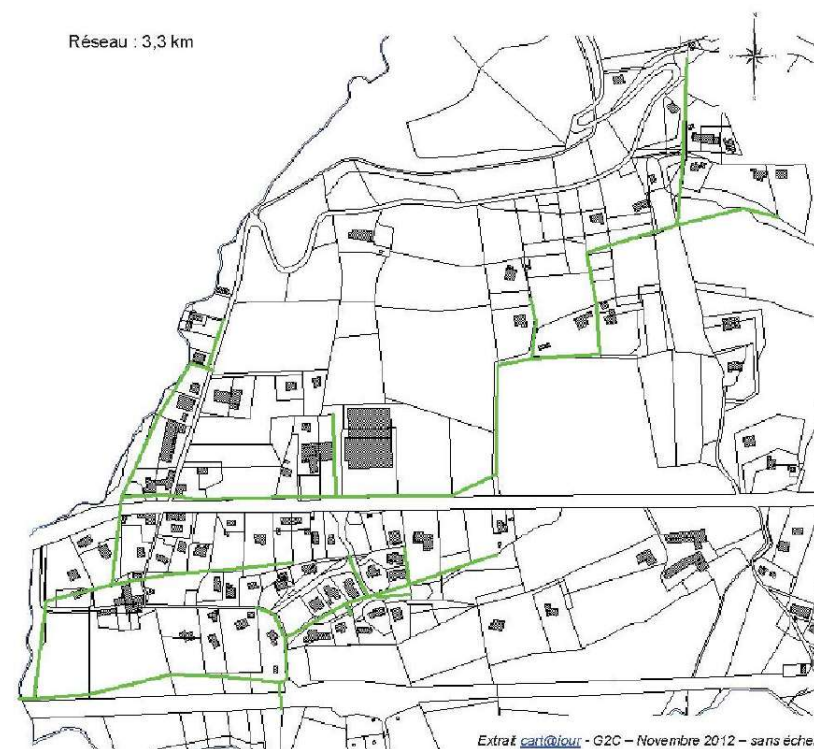 Réseau : 3,3 km
Extrait cart@jour - G2C – Novembre 2012 – sans éche